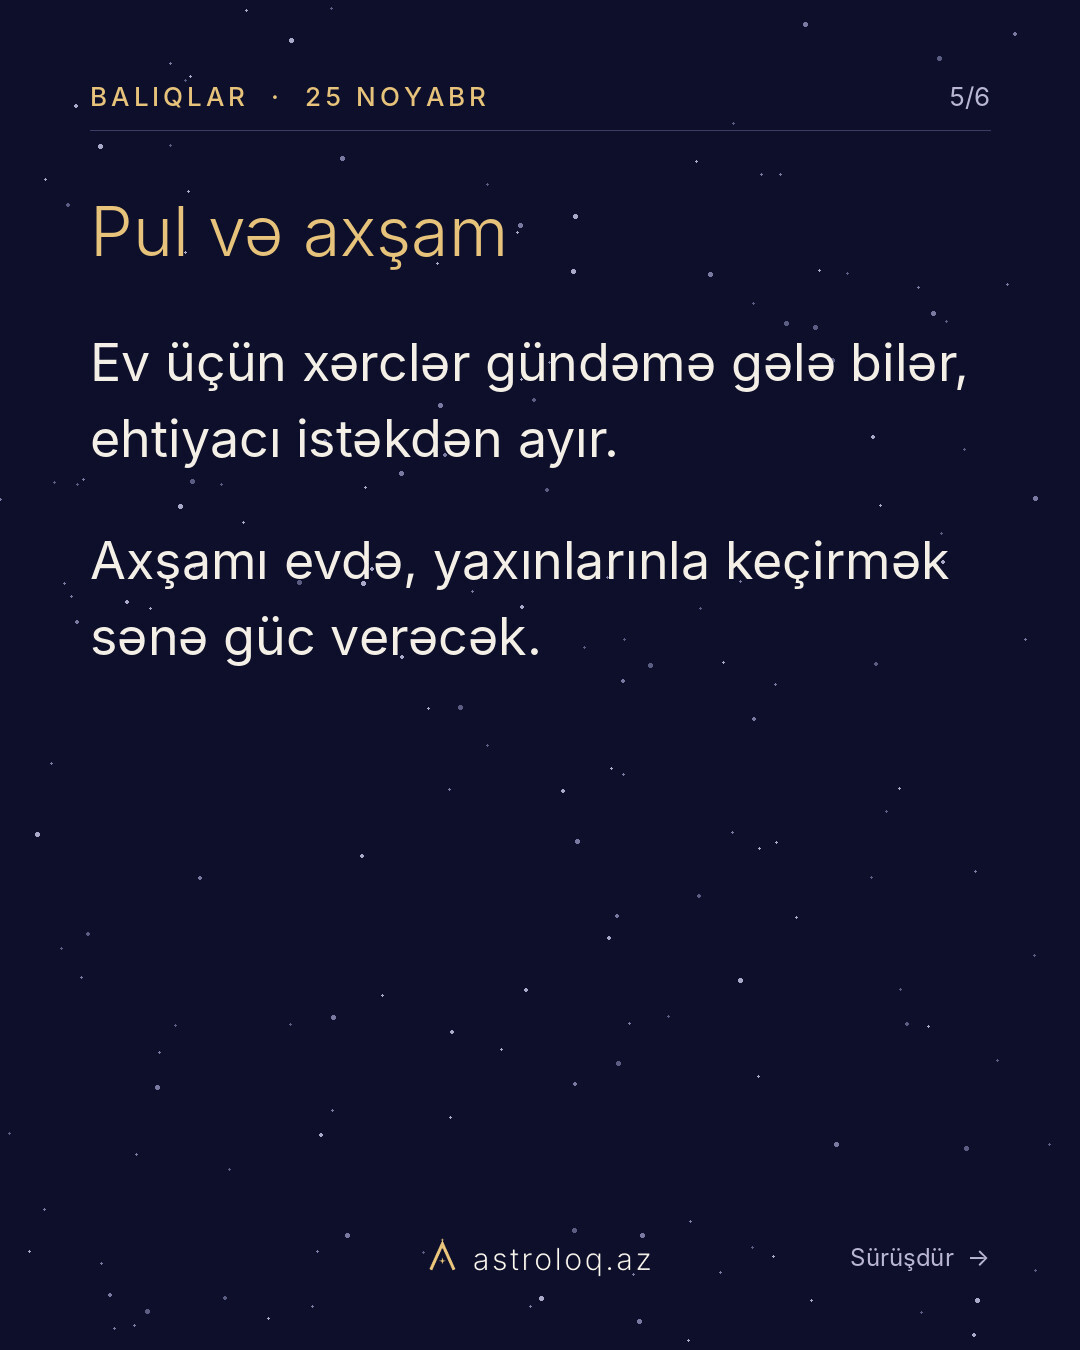 BALIQLAR · 25 NOYABR 5/6
Pul və axşam
Ev üçün xərclər gündəmə gələ bilər,
ehtiyacı istəkdən ayır.
Axşamı evdə, yaxınlarınla keçirmək
sənə güc verəcək.
astroloq.az
Sürüşdür →